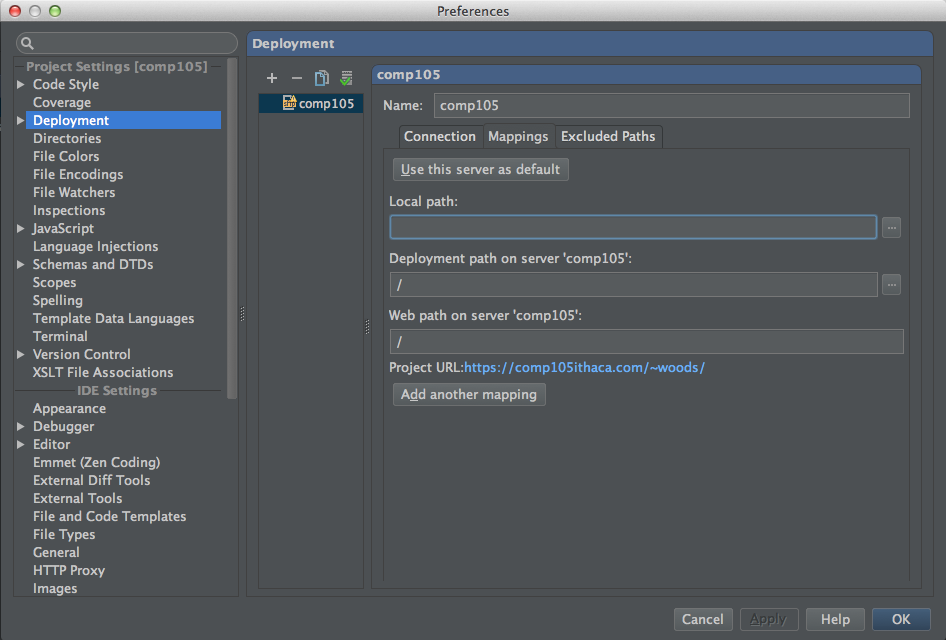 Preferences
Project Settings [comp105]
Code Style
Coverage
Deployment
Directories
File Colors
File Encodings
File Watchers
Inspections
JavaScript
Language Injections
Schemas and DTDs
Scopes
Spelling
Template Data Languages
Terminal
Version Control
XSLT File Associations
IDE Settings
Appearance
Debugger
Editor
Emmet (Zen Coding)
External Diff Tools
External Tools
File and Code Templates
File Types
General
HTTP Proxy
Images
Deployment
comp105
comp105
Name: comp105
Connection Mappings Excluded Paths
Use this server as default
Local path:
...
Deployment path on server 'comp105':
/ ...
Web path on server 'comp105':
/
Project URL:https://comp105ithaca.com/~woods/
Add another mapping
Cancel Apply Help OK